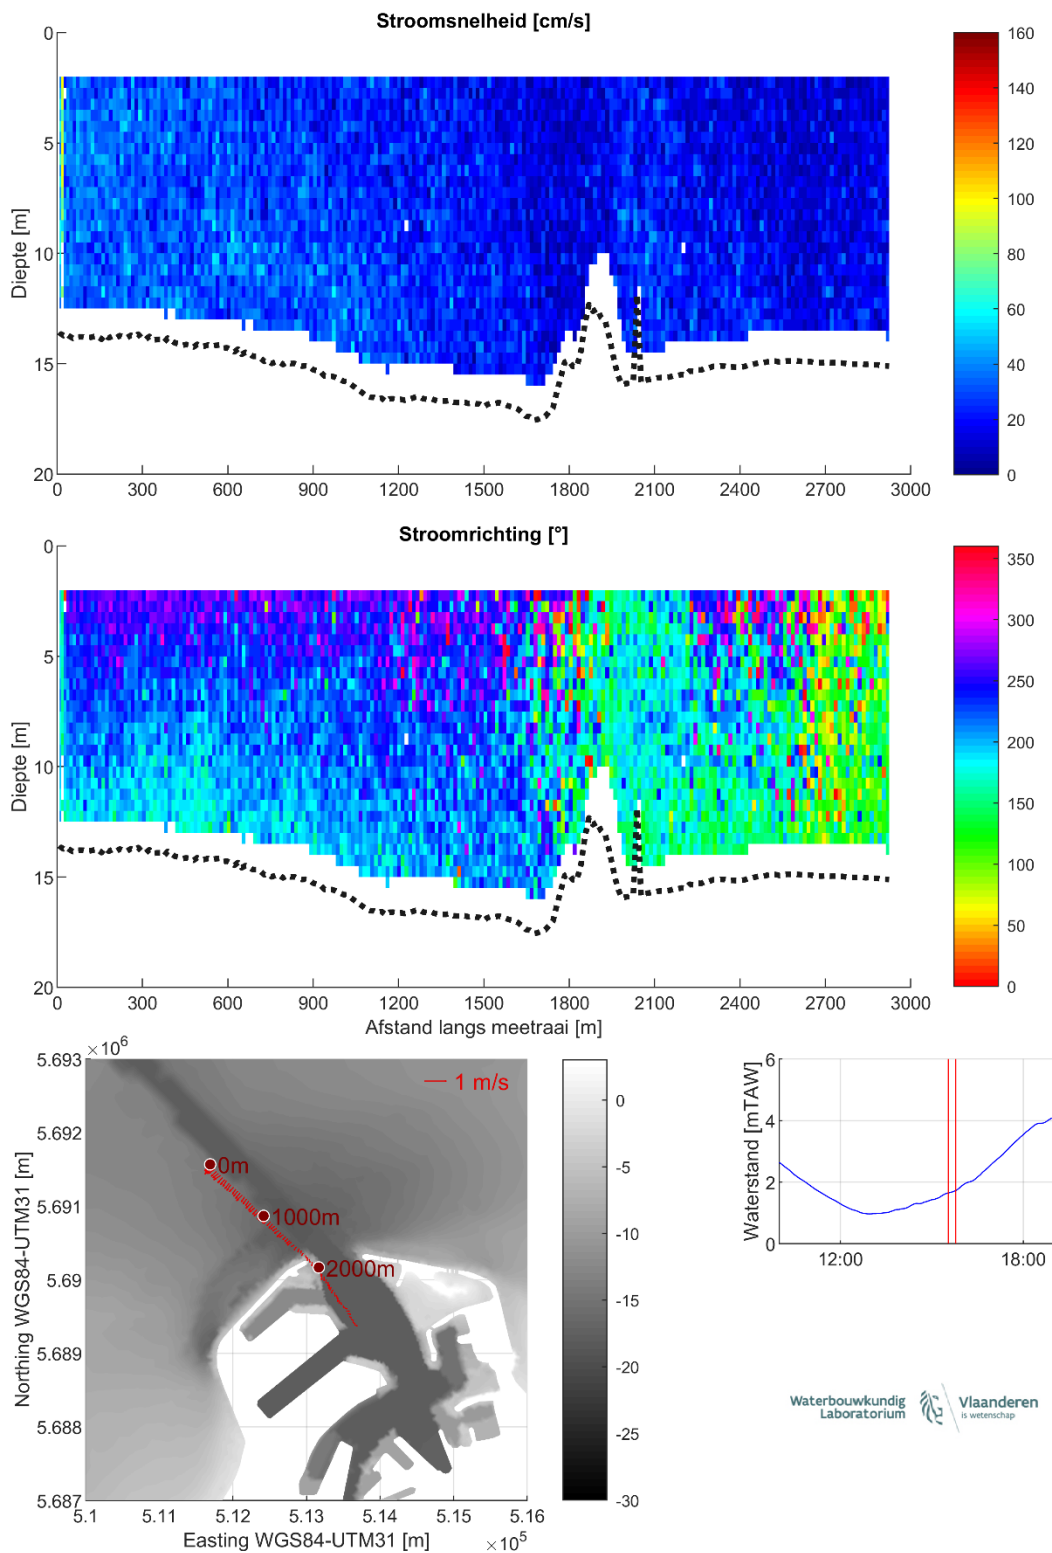 Stroomsnelheid [cm/s]
0
5
10
15
20
Diepte [m]
0 300 600 900 1200 1500 1800 2100 2400 2700 3000
160
140
120
100
80
60
40
20
0
Stroomrichting [°]
0
5
10
15
20
Diepte [m]
0 300 600 900 1200 1500 1800 2100 2400 2700 3000
Afstand langs meetraai [m]
350
300
250
200
150
100
50
0
×10⁶
5.693
5.692
5.691
5.69
5.689
5.688
5.687
Northing WGS84-UTM31 [m]
1 m/s
0m
1000m
2000m
5.1 5.11 5.12 5.13 5.14 5.15 5.16
Easting WGS84-UTM31 [m]
×10⁵
0
-5
-10
-15
-20
-25
-30
Waterstand [mTAW]
6
4
2
0
12:00 18:00
Waterbouwkundig
Laboratorium
Vlaanderen
is wetenschap